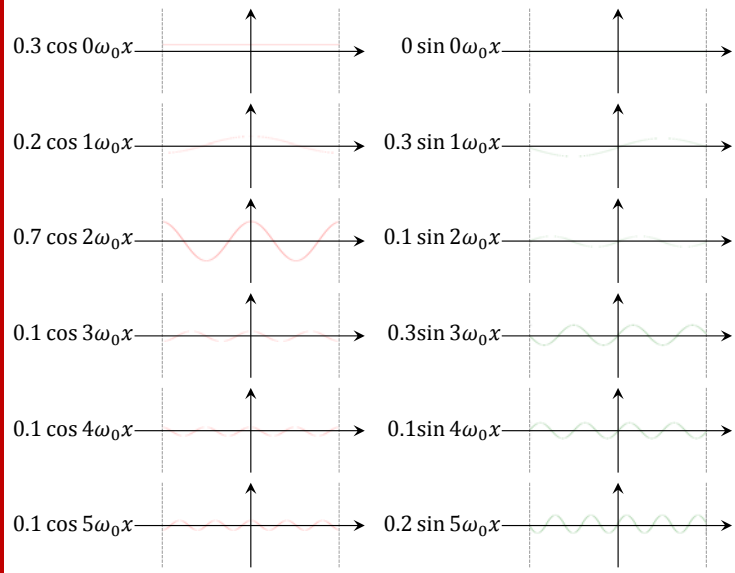 0.3 cos 0ω₀x
0 sin 0ω₀x
0.2 cos 1ω₀x
0.3 sin 1ω₀x
0.7 cos 2ω₀x
0.1 sin 2ω₀x
0.1 cos 3ω₀x
0.3sin 3ω₀x
0.1 cos 4ω₀x
0.1sin 4ω₀x
0.1 cos 5ω₀x
0.2 sin 5ω₀x